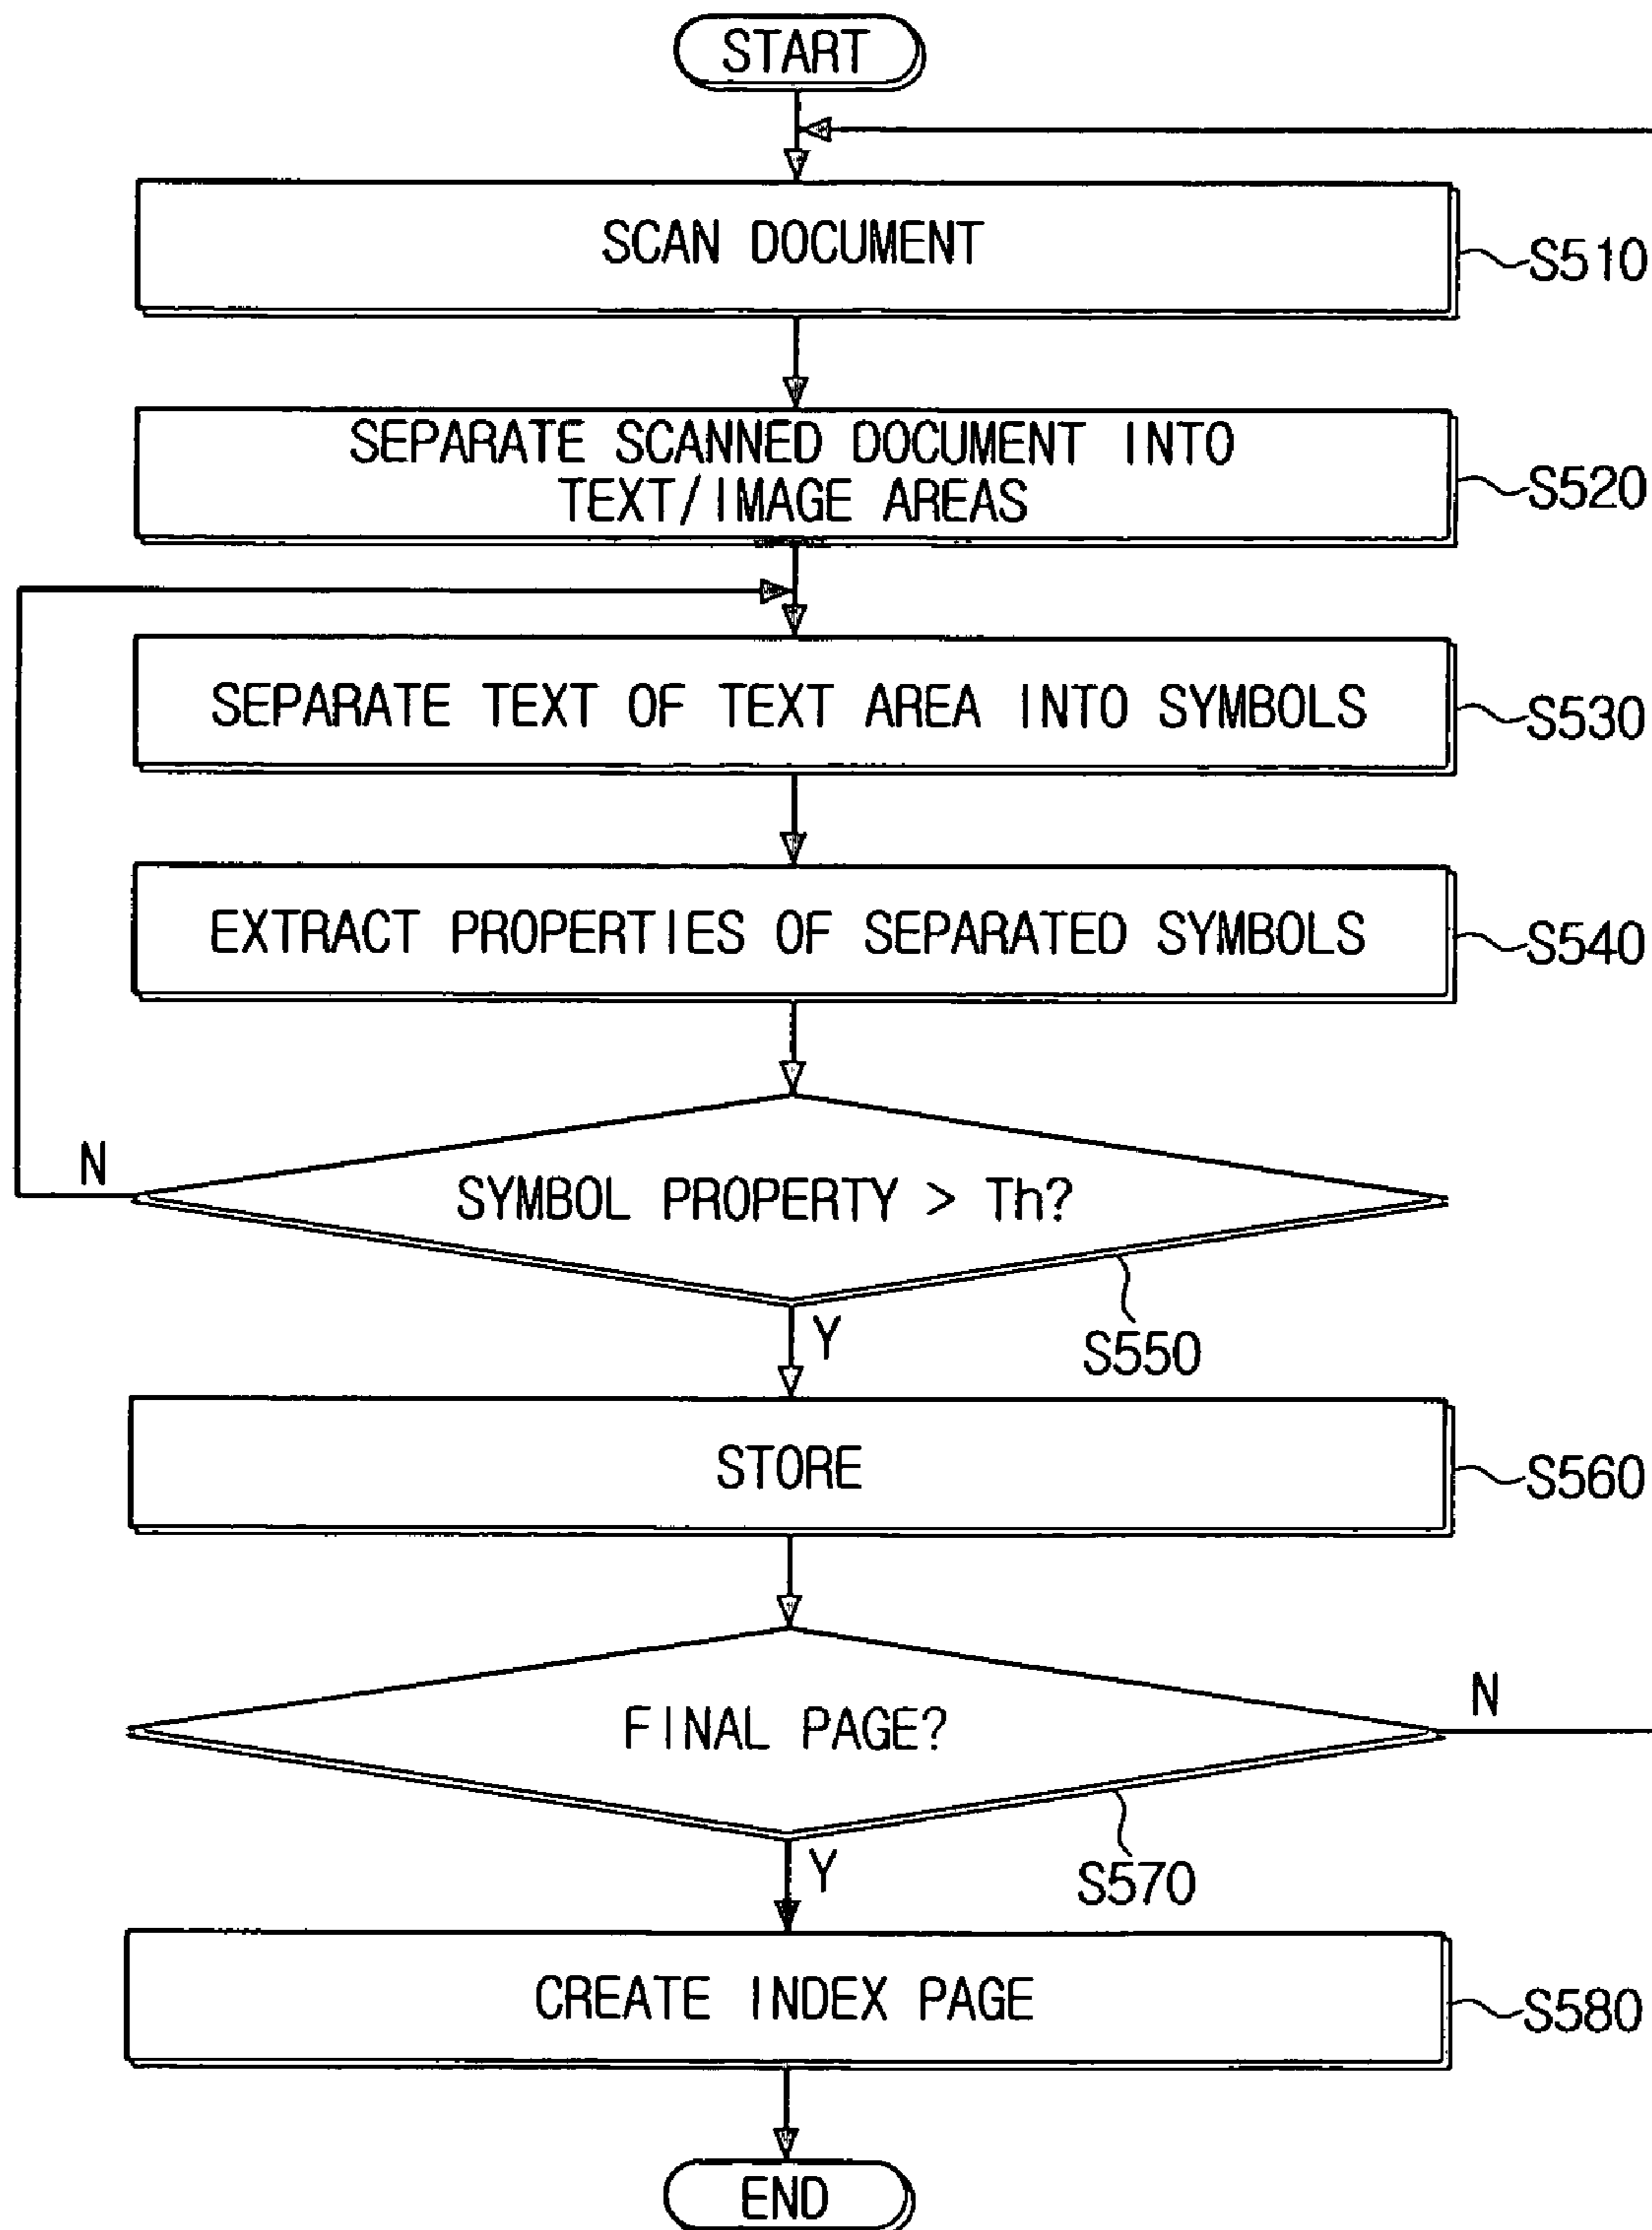 START
SCAN DOCUMENT
S510
SEPARATE SCANNED DOCUMENT INTO
TEXT/IMAGE AREAS
S520
SEPARATE TEXT OF TEXT AREA INTO SYMBOLS
S530
EXTRACT PROPERTIES OF SEPARATED SYMBOLS
S540
N
SYMBOL PROPERTY > Th?
Y
S550
STORE
S560
N
FINAL PAGE?
Y
S570
CREATE INDEX PAGE
S580
END